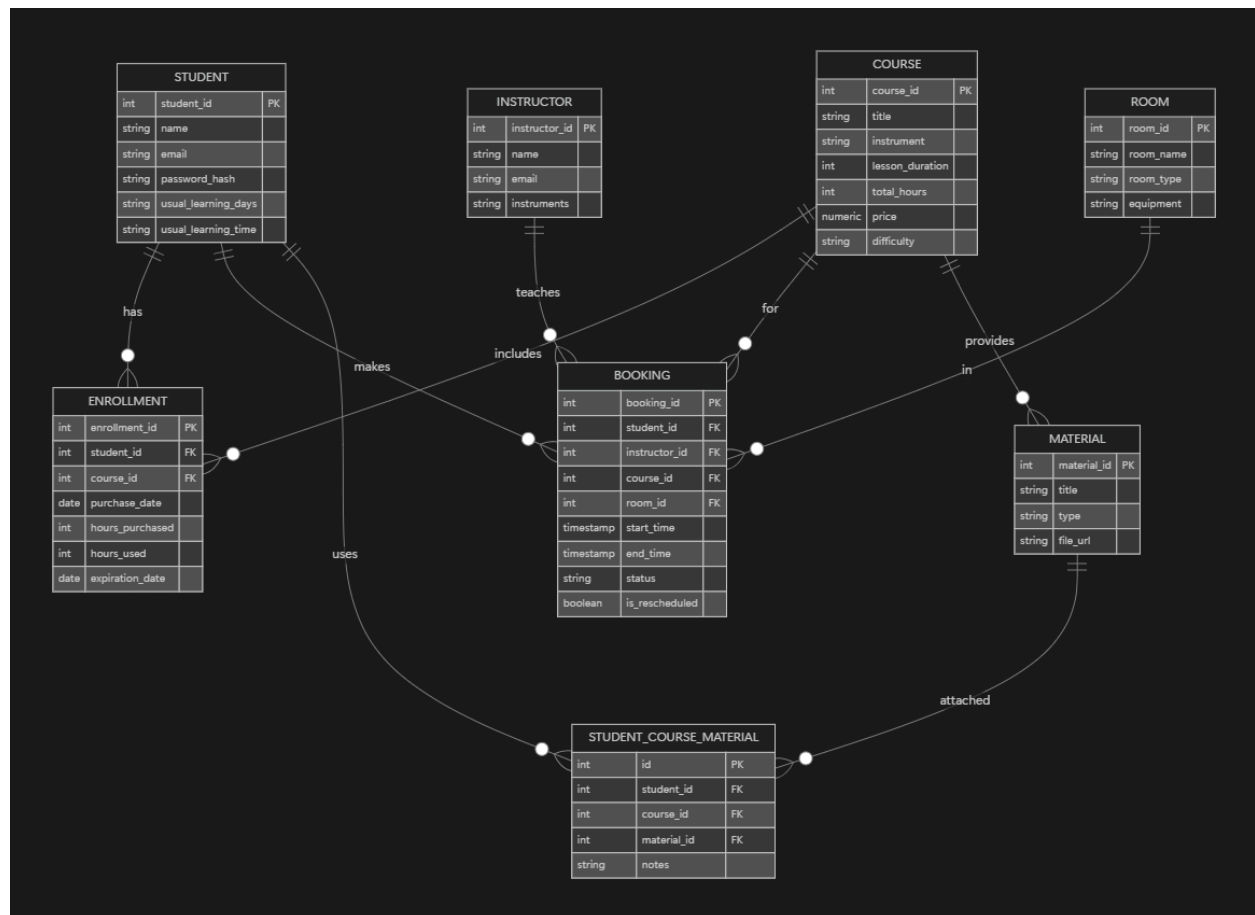 STUDENT
int student_id PK
string name
string email
string password_hash
string usual_learning_days
string usual_learning_time
INSTRUCTOR
int instructor_id PK
string name
string email
string instruments
COURSE
int course_id PK
string title
string instrument
int lesson_duration
int total_hours
numeric price
string difficulty
ROOM
int room_id PK
string room_name
string room_type
string equipment
has
makes
uses
teaches
includes
for
provides
in
ENROLLMENT
int enrollment_id PK
int student_id FK
int course_id FK
date purchase_date
int hours_purchased
int hours_used
date expiration_date
BOOKING
int booking_id PK
int student_id FK
int instructor_id FK
int course_id FK
int room_id FK
timestamp start_time
timestamp end_time
string status
boolean is_rescheduled
MATERIAL
int material_id PK
string title
string type
string file_url
attached
STUDENT_COURSE_MATERIAL
int id PK
int student_id FK
int course_id FK
int material_id FK
string notes